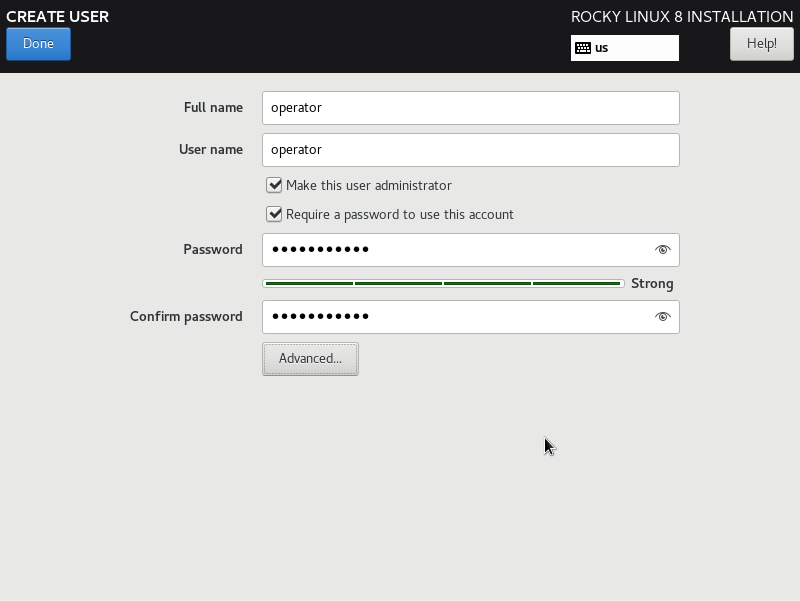 CREATE USER
ROCKY LINUX 8 INSTALLATION
Done
us
Help!
Full name
operator
User name
operator
Make this user administrator
Require a password to use this account
Password
●●●●●●●●●●●
Strong
Confirm password
●●●●●●●●●●●
Advanced...